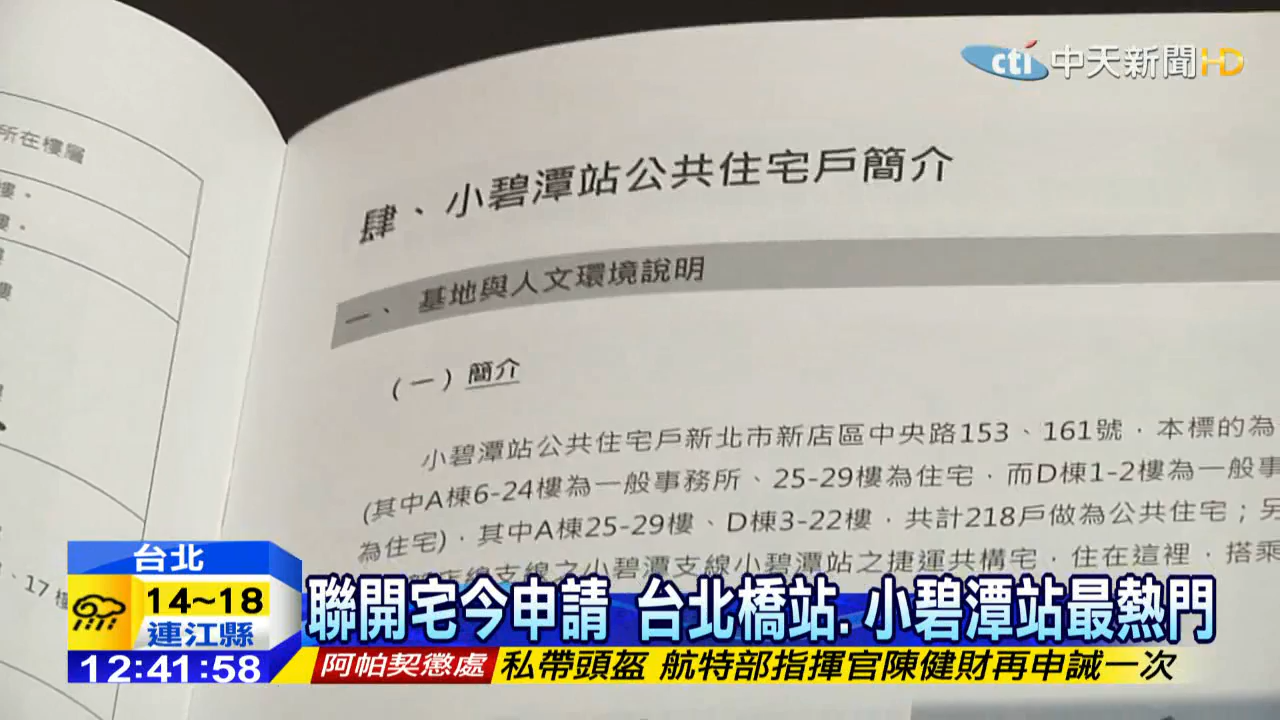 cti 中天新聞HD
所在樓層
樓。
樓。
樓
17樓
肆、小碧潭站公共住宅戶簡介
一、 基地與人文環境說明
(一)簡介
小碧潭站公共住宅戶新北市新店區中央路153、161號，本標的為
(其中A棟6-24樓為一般事務所、25-29樓為住宅，而D棟1-2樓為一般事
為住宅)，其中A棟25-29樓、D棟3-22樓，共計218戶做為公共住宅；另
店線支線之小碧潭支線小碧潭站之捷運共構宅，住在這裡，搭乘
台北
14~18
連江縣
12:41:58
聯開宅今申請 台北橋站.小碧潭站最熱門
阿帕契懲處 私帶頭盔 航特部指揮官陳健財再申誡一次